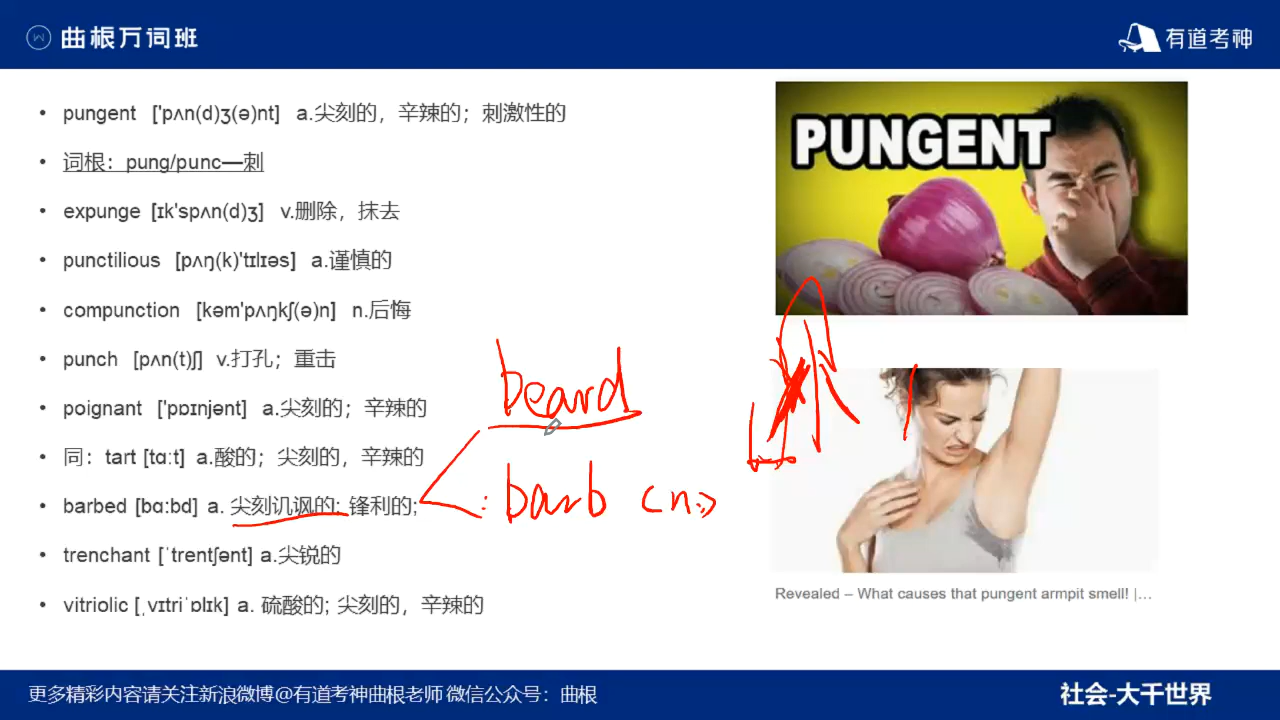 曲根万词班
有道考神
• pungent ['pʌn(d)ʒ(ə)nt] a.尖刻的，辛辣的；刺激性的
• 词根：pung/punc—刺
• expunge [ɪk'spʌn(d)ʒ] v.删除，抹去
• punctilious [pʌŋ(k)'tɪlɪəs] a.谨慎的
• compunction [kəm'pʌŋkʃ(ə)n] n.后悔
• punch [pʌn(t)ʃ] v.打孔；重击
• poignant ['pɒɪnjənt] a.尖刻的；辛辣的
• 同：tart [tɑːt] a.酸的；尖刻的，辛辣的
• barbed [bɑːbd] a. 尖刻讥讽的; 锋利的;
• trenchant [ˈtrentʃənt] a.尖锐的
• vitriolic [ˌvɪtriˈɒlɪk] a. 硫酸的; 尖刻的，辛辣的
beard
barb (n.)
PUNGENT
Revealed – What causes that pungent armpit smell! |…
更多精彩内容请关注新浪微博@有道考神曲根老师 微信公众号：曲根
社会-大千世界